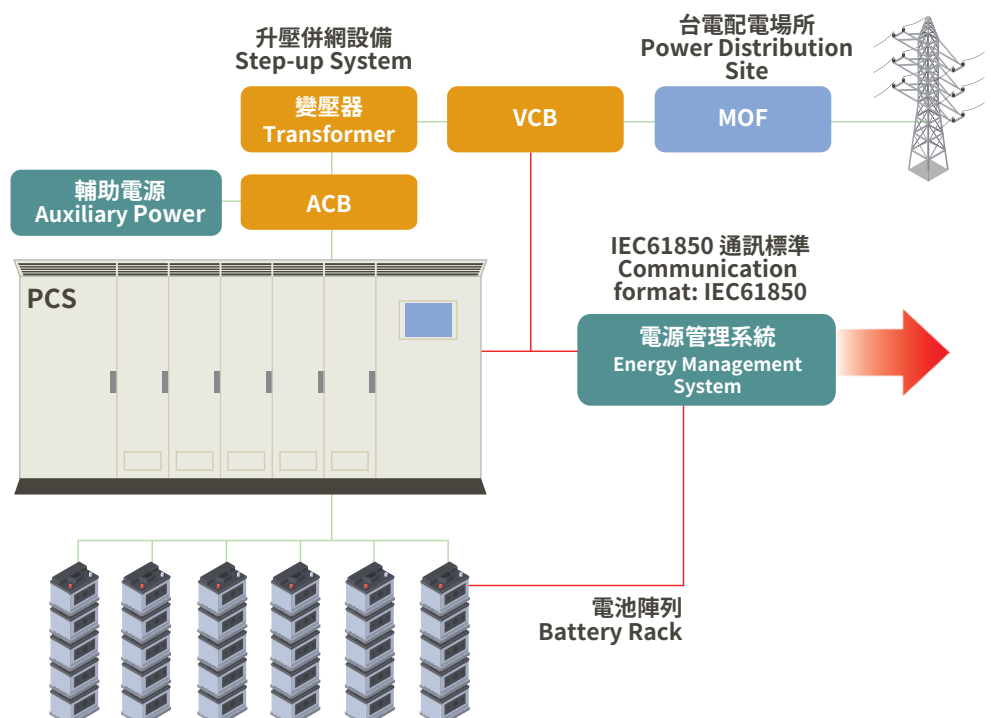 升壓併網設備
Step-up System
台電配電場所
Power Distribution
Site
變壓器
Transformer
VCB
MOF
輔助電源
Auxiliary Power
ACB
IEC61850 通訊標準
Communication
format: IEC61850
PCS
電源管理系統
Energy Management
System
電池陣列
Battery Rack